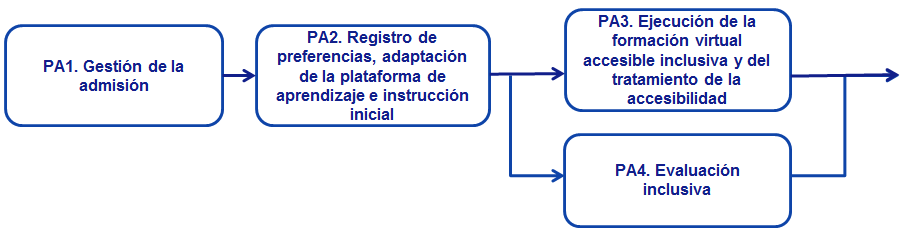 PA1. Gestión de la
admisión
PA2. Registro de
preferencias, adaptación
de la plataforma de
aprendizaje e instrucción
inicial
PA3. Ejecución de la
formación virtual
accesible inclusiva y del
tratamiento de la
accesibilidad
PA4. Evaluación
inclusiva